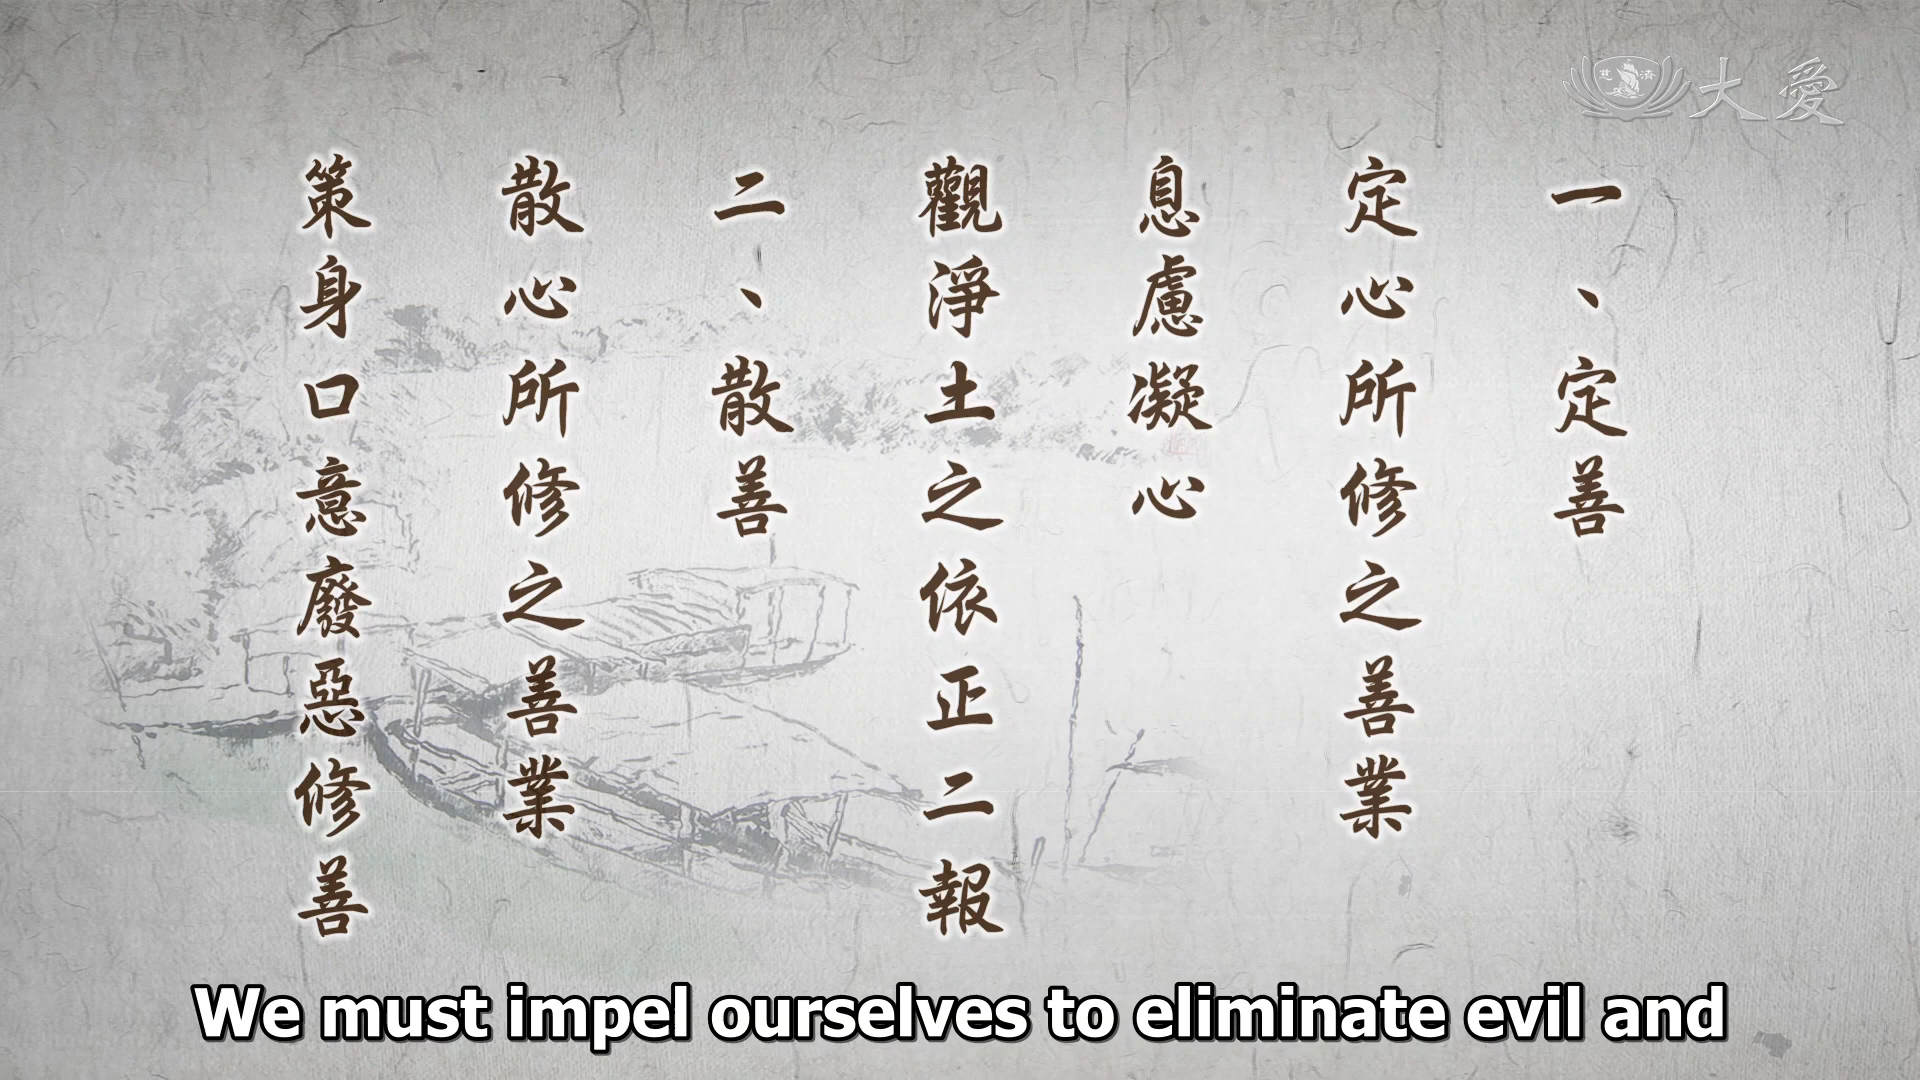 慈濟 大愛
一、定善
定心所修之善業
息慮凝心
觀淨土之依正二報
二、散善
散心所修之善業
策身口意廢惡修善
We must impel ourselves to eliminate evil and